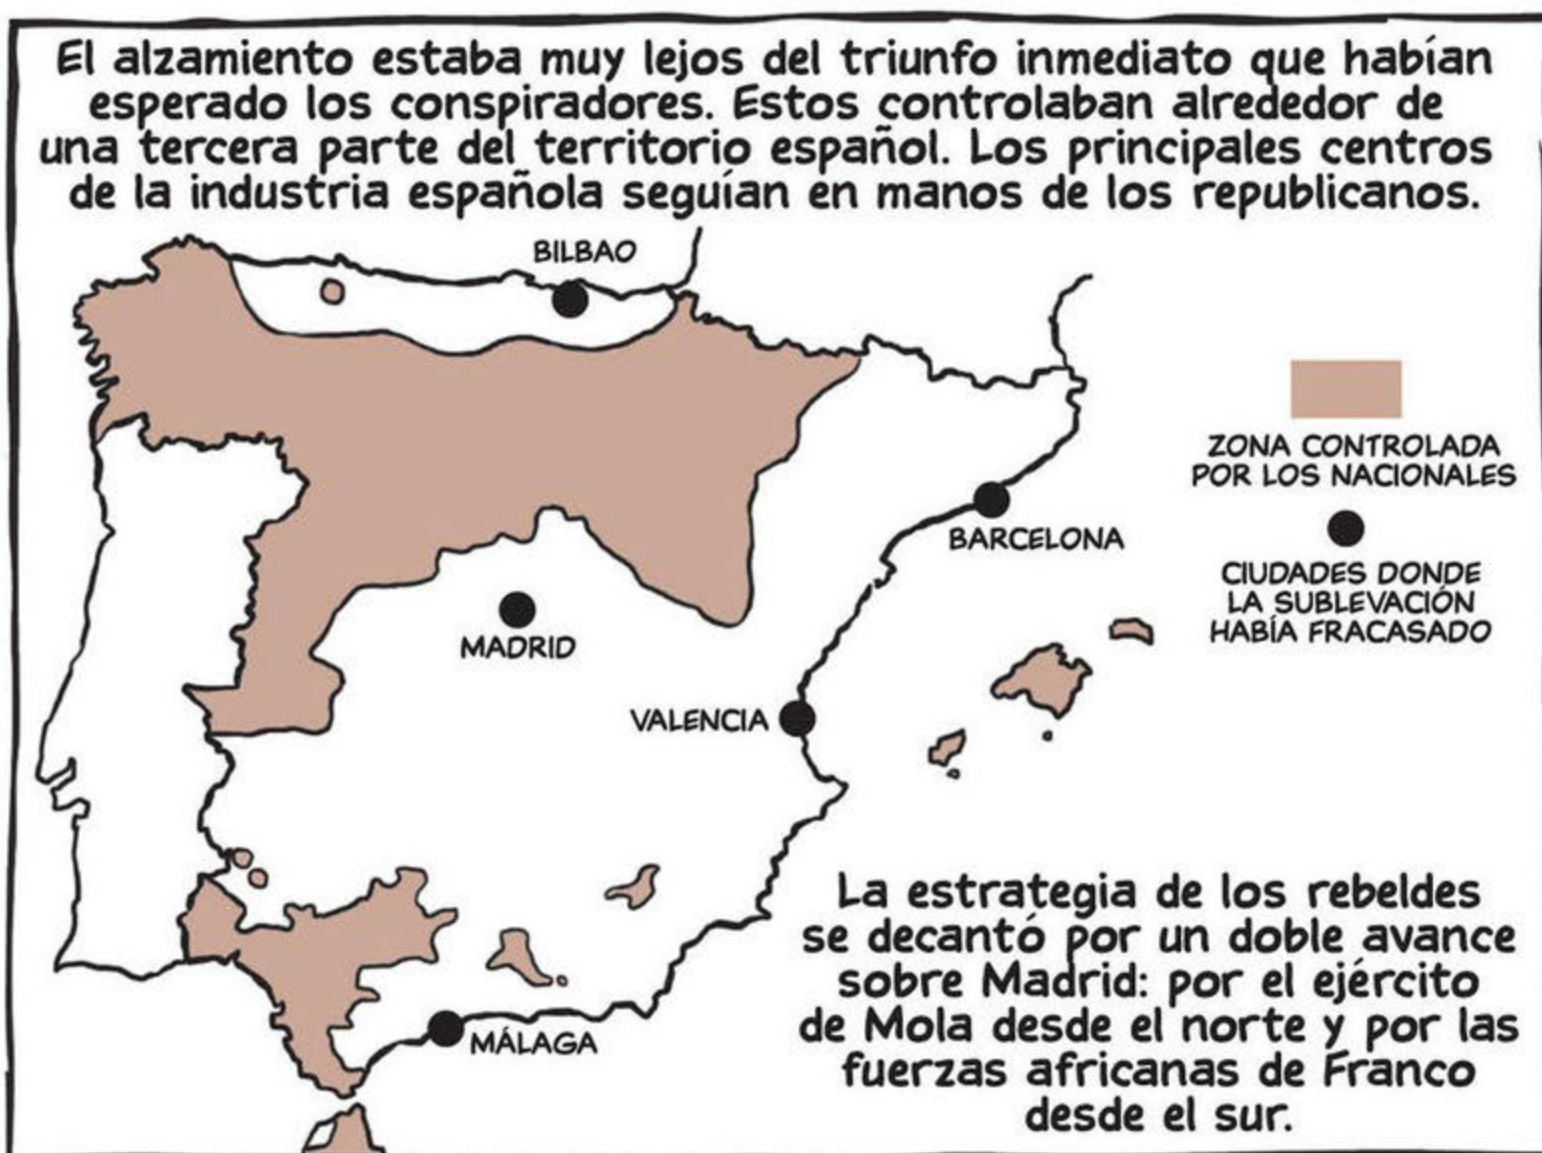 El alzamiento estaba muy lejos del triunfo inmediato que habían
esperado los conspiradores. Estos controlaban alrededor de
una tercera parte del territorio español. Los principales centros
de la industria española seguían en manos de los republicanos.
BILBAO
ZONA CONTROLADA
POR LOS NACIONALES
BARCELONA
CIUDADES DONDE
LA SUBLEVACIÓN
HABÍA FRACASADO
MADRID
VALENCIA
La estrategia de los rebeldes
se decantó por un doble avance
sobre Madrid: por el ejército
de Mola desde el norte y por las
fuerzas africanas de Franco
desde el sur.
MÁLAGA